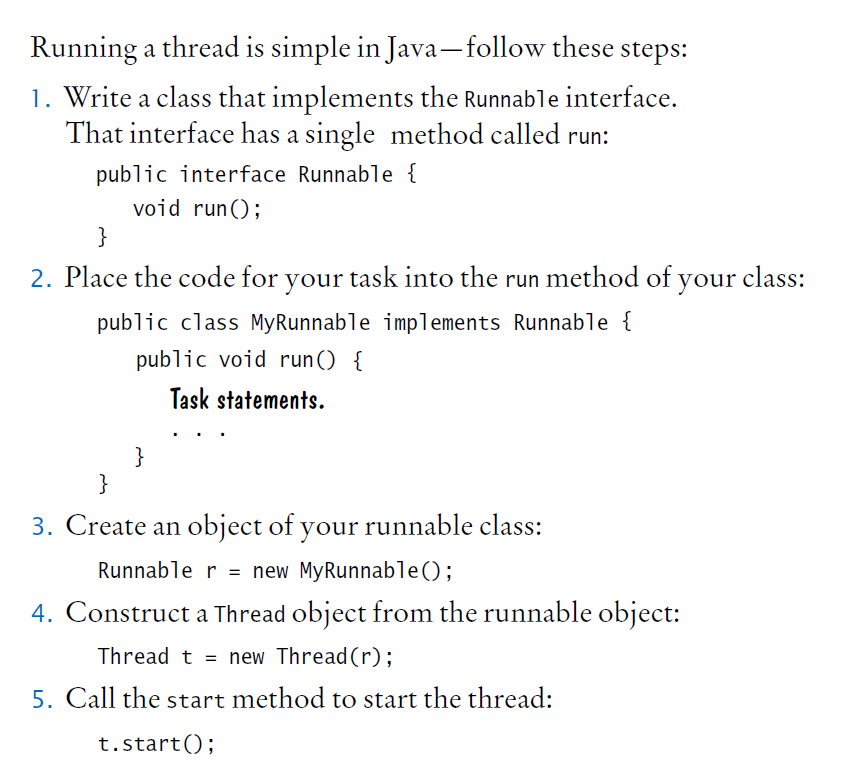 Running a thread is simple in Java—follow these steps:
1. Write a class that implements the Runnable interface.
That interface has a single method called run:
public interface Runnable {
void run();
}
2. Place the code for your task into the run method of your class:
public class MyRunnable implements Runnable {
public void run() {
Task statements.
. . .
}
}
3. Create an object of your runnable class:
Runnable r = new MyRunnable();
4. Construct a Thread object from the runnable object:
Thread t = new Thread(r);
5. Call the start method to start the thread:
t.start();